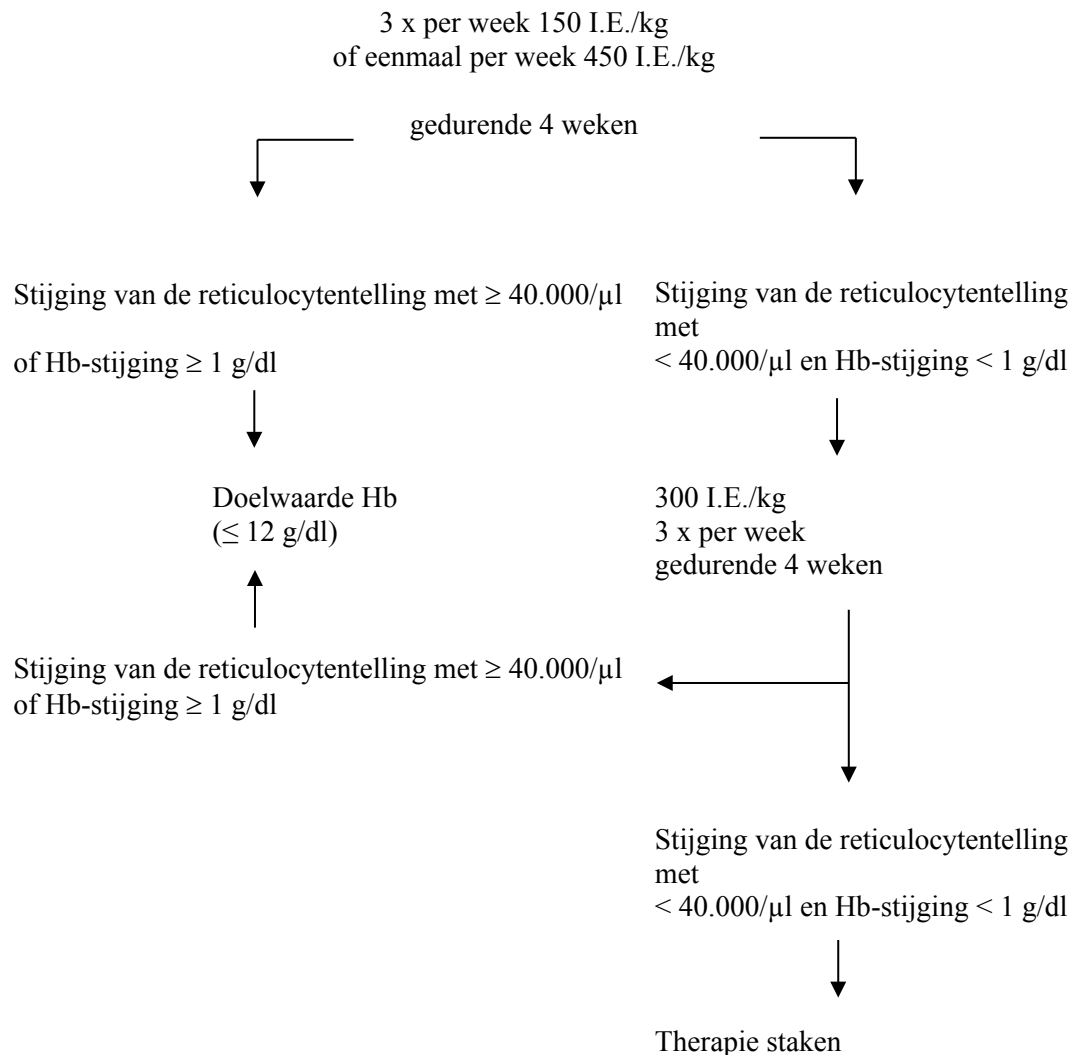 3 x per week 150 I.E./kg
of eenmaal per week 450 I.E./kg
gedurende 4 weken
Stijging van de reticulocytentelling met ≥ 40.000/µl
of Hb-stijging ≥ 1 g/dl
Stijging van de reticulocytentelling
met
< 40.000/µl en Hb-stijging < 1 g/dl
Doelwaarde Hb
(≤ 12 g/dl)
300 I.E./kg
3 x per week
gedurende 4 weken
Stijging van de reticulocytentelling met ≥ 40.000/µl
of Hb-stijging ≥ 1 g/dl
Stijging van de reticulocytentelling
met
< 40.000/µl en Hb-stijging < 1 g/dl
Therapie staken